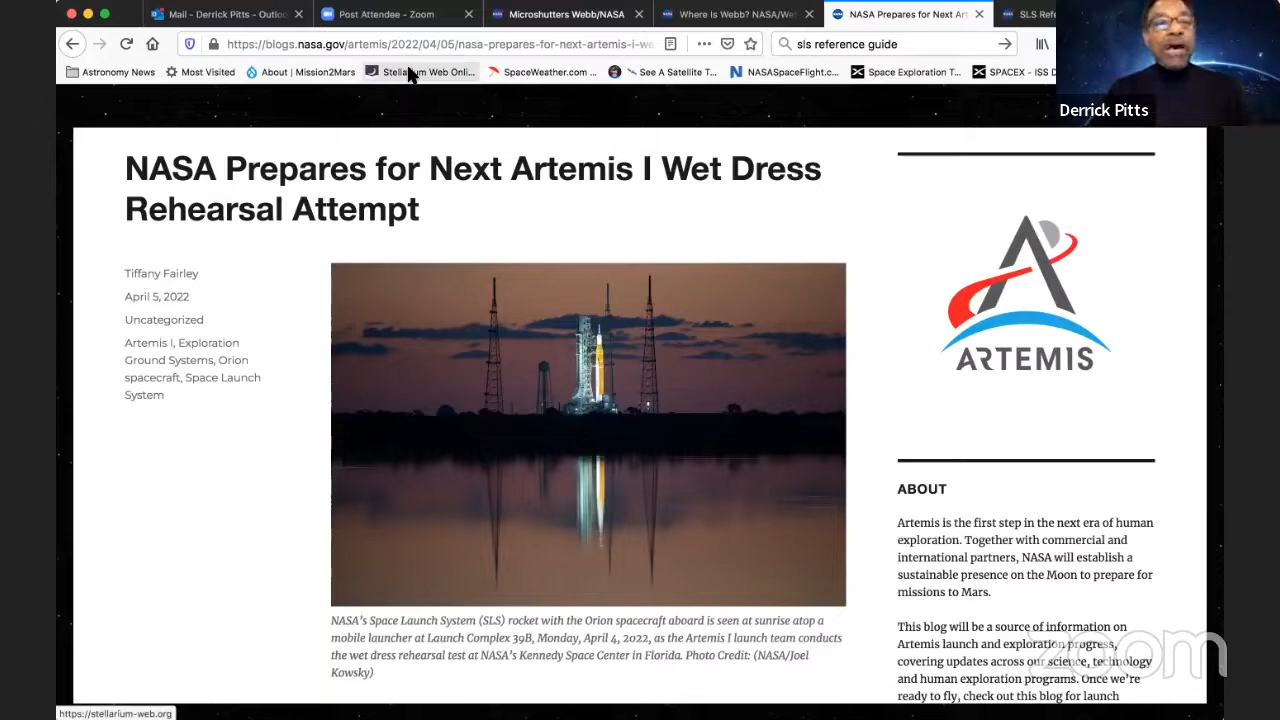 Mail - Derrick Pitts - Outloo
Post Attendee - Zoom
Microshutters Webb/NASA
Where Is Webb? NASA/We
NASA Prepares for Next Art
SLS Refe
https://blogs.nasa.gov/artemis/2022/04/05/nasa-prepares-for-next-artemis-i-we
sls reference guide
Astronomy News
Most Visited
About | Mission2Mars
Stellarium Web Onli...
SpaceWeather.com ...
See A Satellite T...
NASASpaceFlight.c...
Space Exploration T...
SPACEX - ISS D
Derrick Pitts
NASA Prepares for Next Artemis I Wet Dress
Rehearsal Attempt
Tiffany Fairley
April 5, 2022
Uncategorized
Artemis I, Exploration
Ground Systems, Orion
spacecraft, Space Launch
System
NASA's Space Launch System (SLS) rocket with the Orion spacecraft aboard is seen at sunrise atop a
mobile launcher at Launch Complex 39B, Monday, April 4, 2022, as the Artemis I launch team conducts
the wet dress rehearsal test at NASA's Kennedy Space Center in Florida. Photo Credit: (NASA/Joel
Kowsky)
ARTEMIS
ABOUT
Artemis is the first step in the next era of human
exploration. Together with commercial and
international partners, NASA will establish a
sustainable presence on the Moon to prepare for
missions to Mars.
This blog will be a source of information on
Artemis launch and exploration progress,
covering updates across our science, technology
and human exploration programs. Once we're
ready to fly, check out this blog for launch
zoom
https://stellarium-web.org